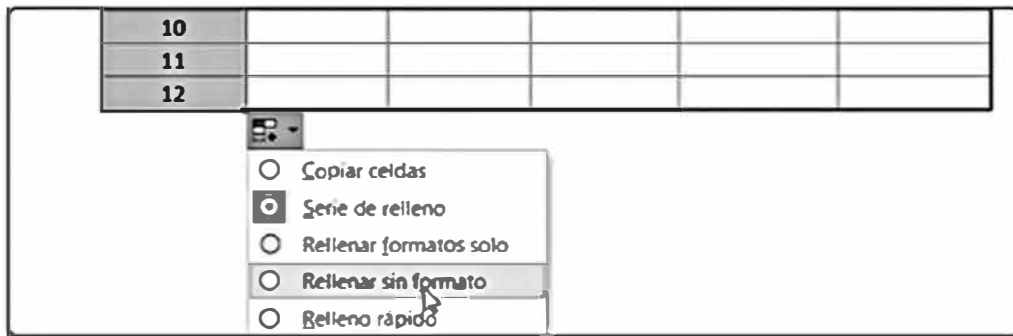 10
11
12
Copiar celdas
Serie de relleno
Rellenar formatos solo
Rellenar sin formato
Relleno rápido